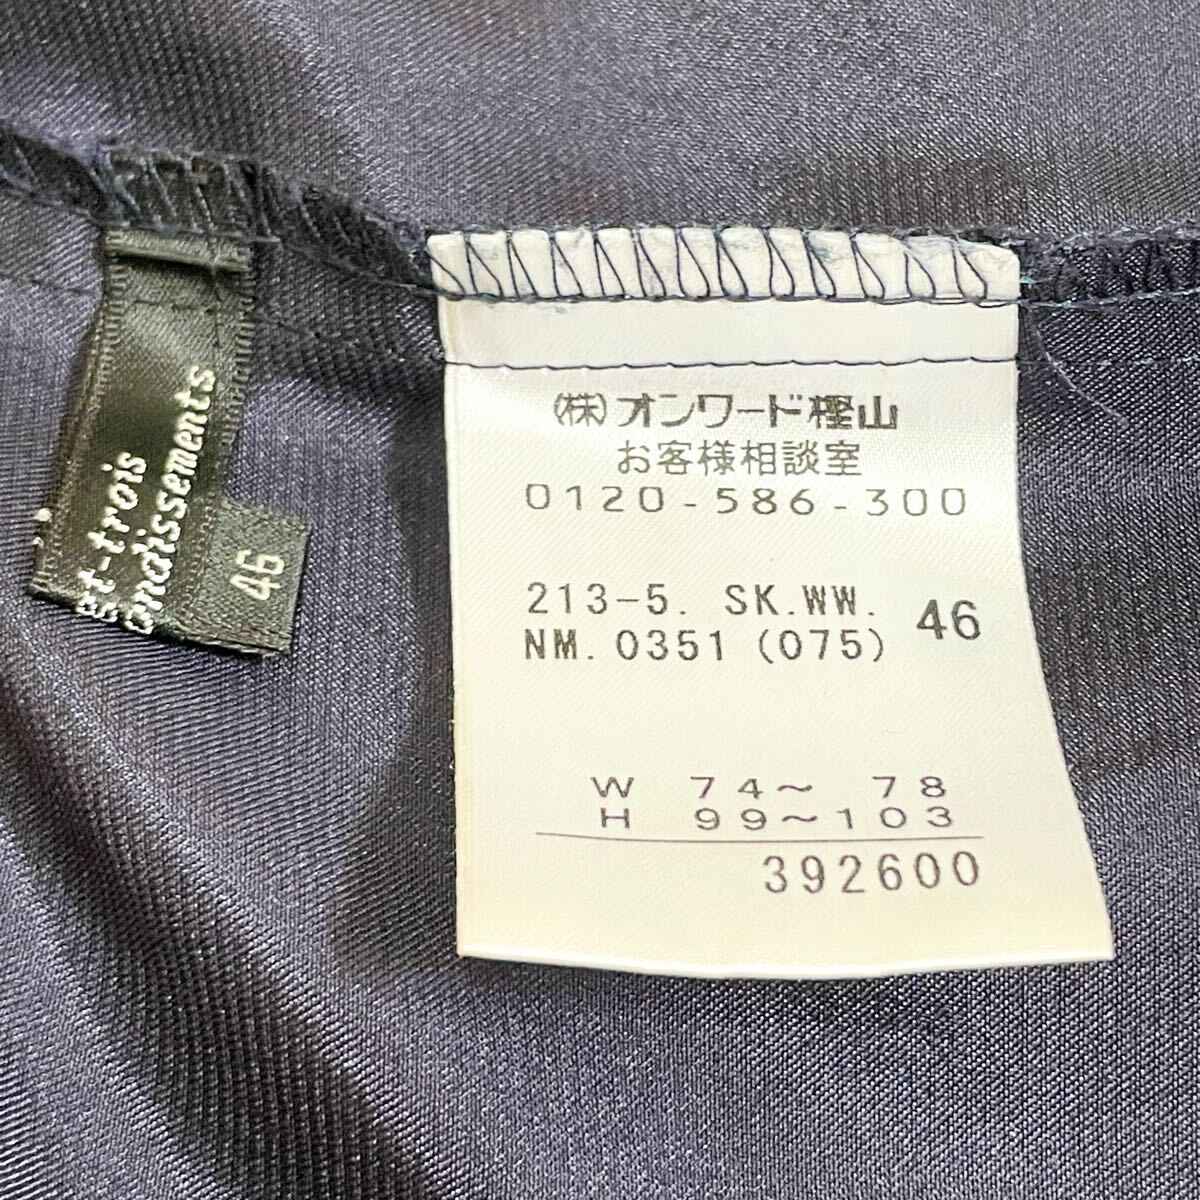 (株)オンワード樫山
お客様相談室
0120-586-300
213-5. SK.WW.
NM. 0351 (075) 46
W 74～ 78
H 99～103
392600
st-trois
ondissements
46